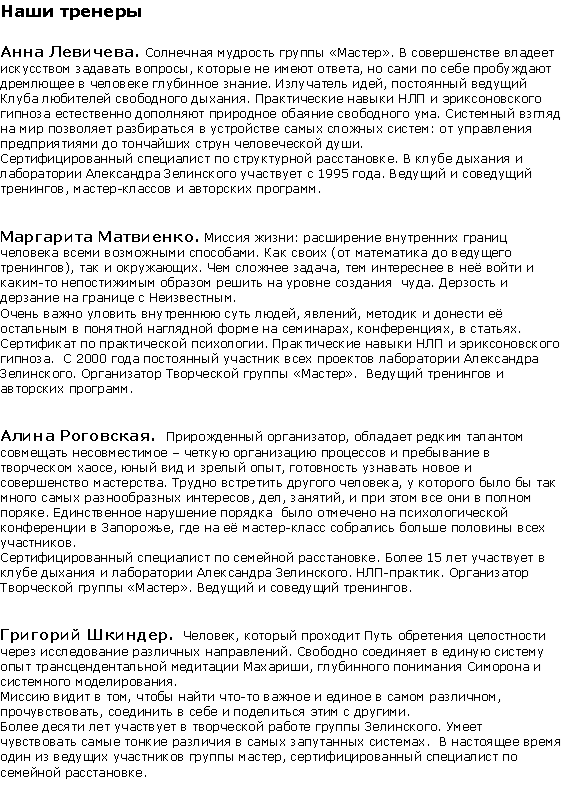 Наши тренеры
Анна Левичева. Солнечная мудрость группы «Мастер». В совершенстве владеет
искусством задавать вопросы, которые не имеют ответа, но сами по себе пробуждают
дремлющее в человеке глубинное знание. Излучатель идей, постоянный ведущий
Клуба любителей свободного дыхания. Практические навыки НЛП и эриксоновского
гипноза естественно дополняют природное обаяние свободного ума. Системный взгляд
на мир позволяет разбираться в устройстве самых сложных систем: от управления
предприятиями до тончайших струн человеческой души.
Сертифицированный специалист по структурной расстановке. В клубе дыхания и
лаборатории Александра Зелинского участвует с 1995 года. Ведущий и соведущий
тренингов, мастер-классов и авторских программ.
Маргарита Матвиенко. Миссия жизни: расширение внутренних границ
человека всеми возможными способами. Как своих (от математика до ведущего
тренингов), так и окружающих. Чем сложнее задача, тем интереснее в неё войти и
каким-то непостижимым образом решить на уровне создания  чуда. Дерзость и
дерзание на границе с Неизвестным.
Очень важно уловить внутреннюю суть людей, явлений, методик и донести её
остальным в понятной наглядной форме на семинарах, конференциях, в статьях.
Сертификат по практической психологии. Практические навыки НЛП и эриксоновского
гипноза.  С 2000 года постоянный участник всех проектов лаборатории Александра
Зелинского. Организатор Творческой группы «Мастер».  Ведущий тренингов и
авторских программ.
Алина Роговская.  Прирожденный организатор, обладает редким талантом
совмещать несовместимое – четкую организацию процессов и пребывание в
творческом хаосе, юный вид и зрелый опыт, готовность узнавать новое и
совершенство мастерства. Трудно встретить другого человека, у которого было бы так
много самых разнообразных интересов, дел, занятий, и при этом все они в полном
поряке. Единственное нарушение порядка  было отмечено на психологической
конференции в Запорожье, где на её мастер-класс собрались больше половины всех
участников.
Сертифицированный специалист по семейной расстановке. Более 15 лет участвует в
клубе дыхания и лаборатории Александра Зелинского. НЛП-практик. Организатор
Творческой группы «Мастер». Ведущий и соведущий тренингов.
Григорий Шкиндер.  Человек, который проходит Путь обретения целостности
через исследование различных направлений. Свободно соединяет в единую систему
опыт трансцендентальной медитации Махариши, глубинного понимания Симорона и
системного моделирования.
Миссию видит в том, чтобы найти что-то важное и единое в самом различном,
прочувствовать, соединить в себе и поделиться этим с другими.
Более десяти лет участвует в творческой работе группы Зелинского. Умеет
чувствовать самые тонкие различия в самых запутанных системах.  В настоящее время
один из ведущих участников группы мастер, сертифицированный специалист по
семейной расстановке.